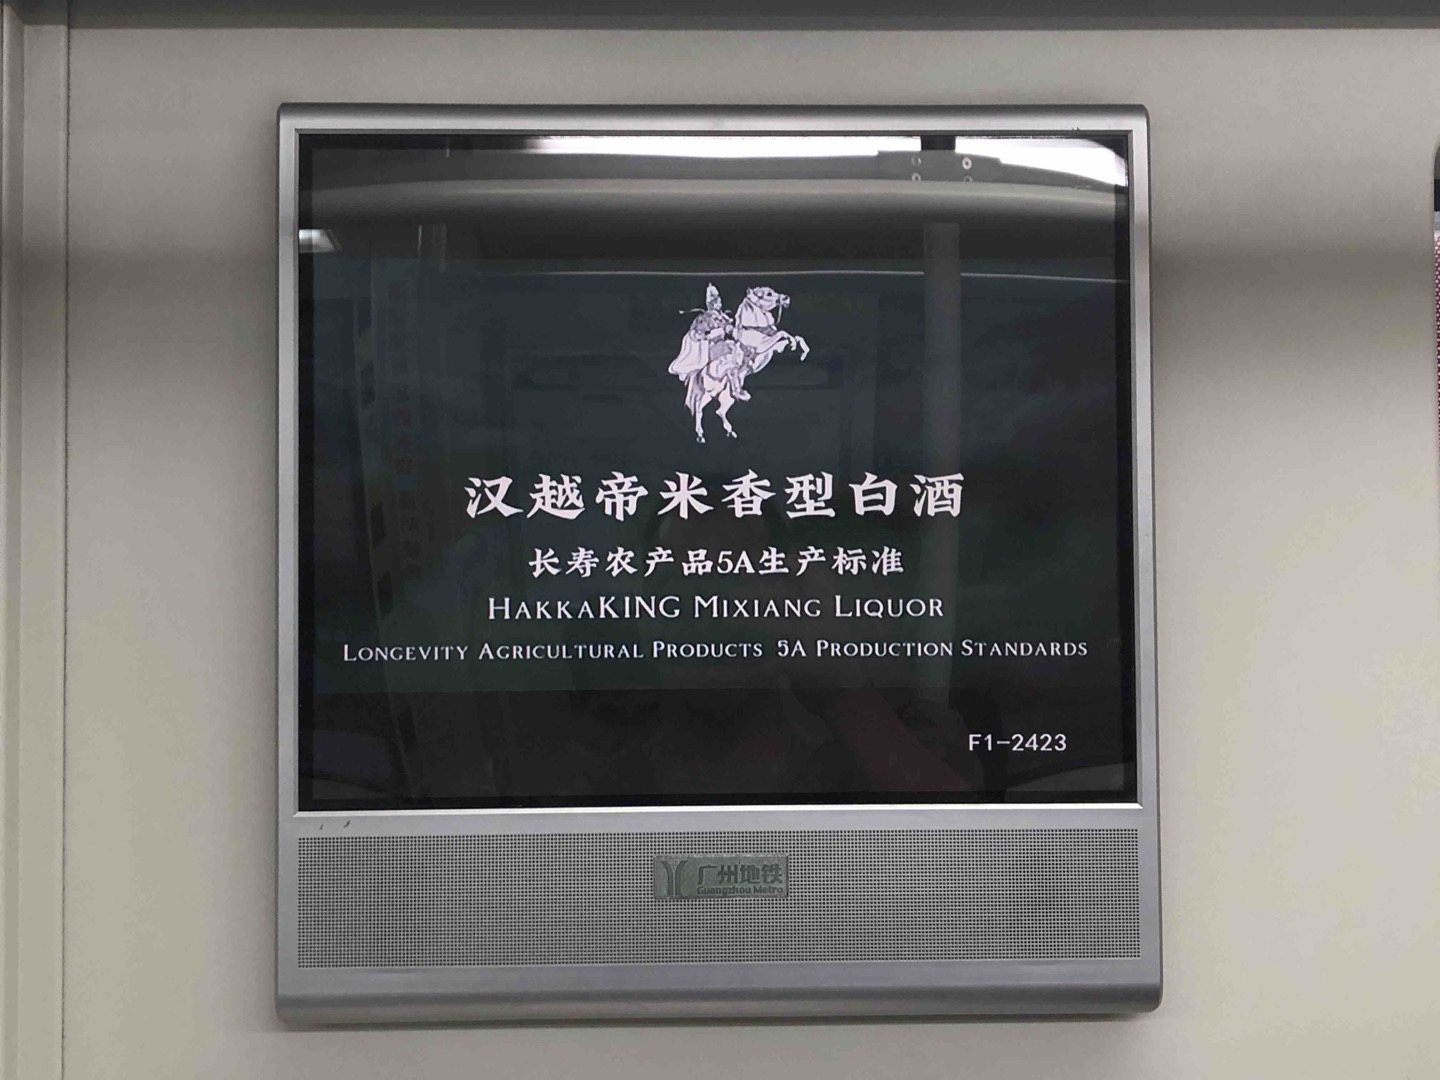 汉越帝米香型白酒
长寿农产品5A生产标准
HAKKAKING MIXIANG LIQUOR
LONGEVITY AGRICULTURAL PRODUCTS 5A PRODUCTION STANDARDS
F1-2423
广州地铁
Guangzhou Metro